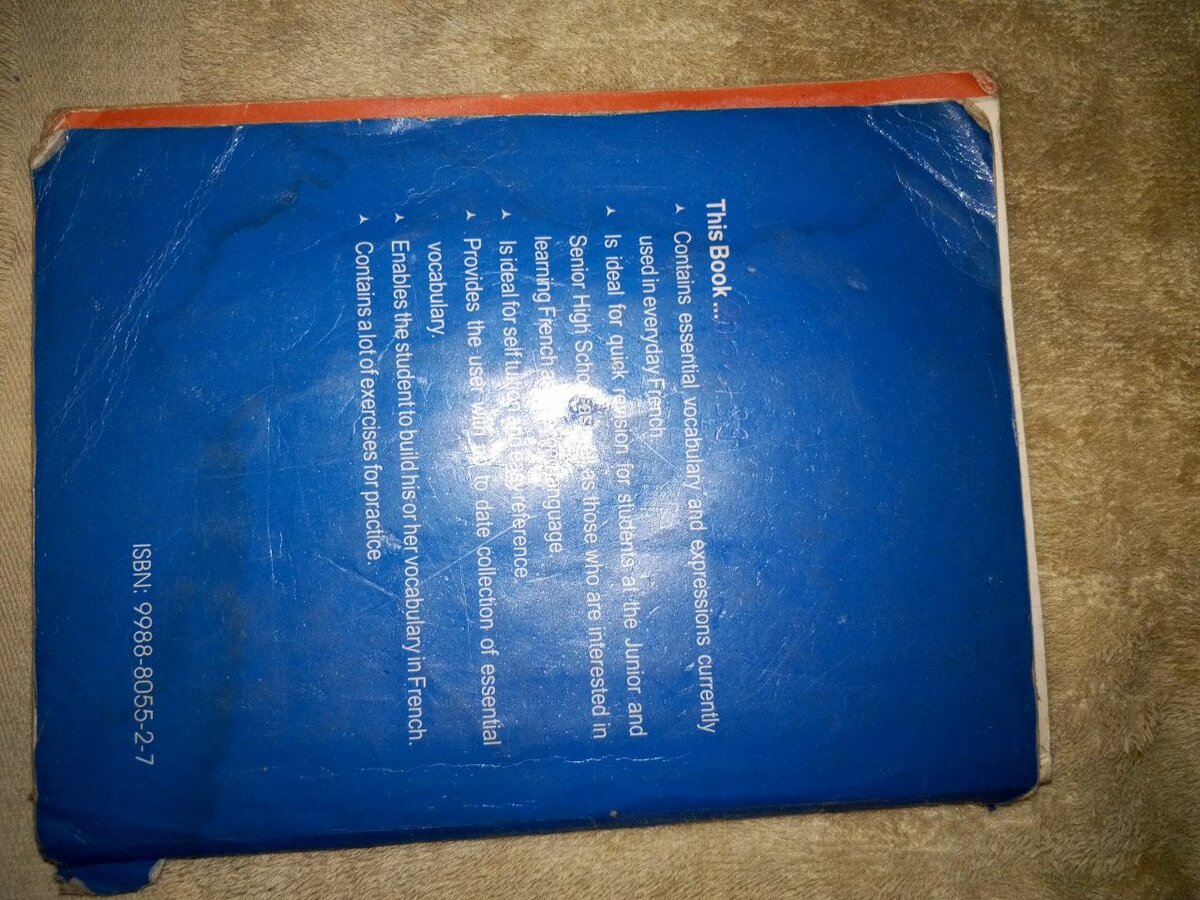 This Book...
➤ Contains essential vocabulary and expressions currently
used in everyday French
➤ Is ideal for quick revision for students at the Junior and
Senior High as those who are interested in
learning French language.
➤ Is ideal for self reference.
➤ Provides the user with to date collection of essential
vocabulary.
➤ Enables the student to build his or her vocabulary in French.
➤ Contains a lot of exercises for practice.
ISBN: 9988-8055-2-7